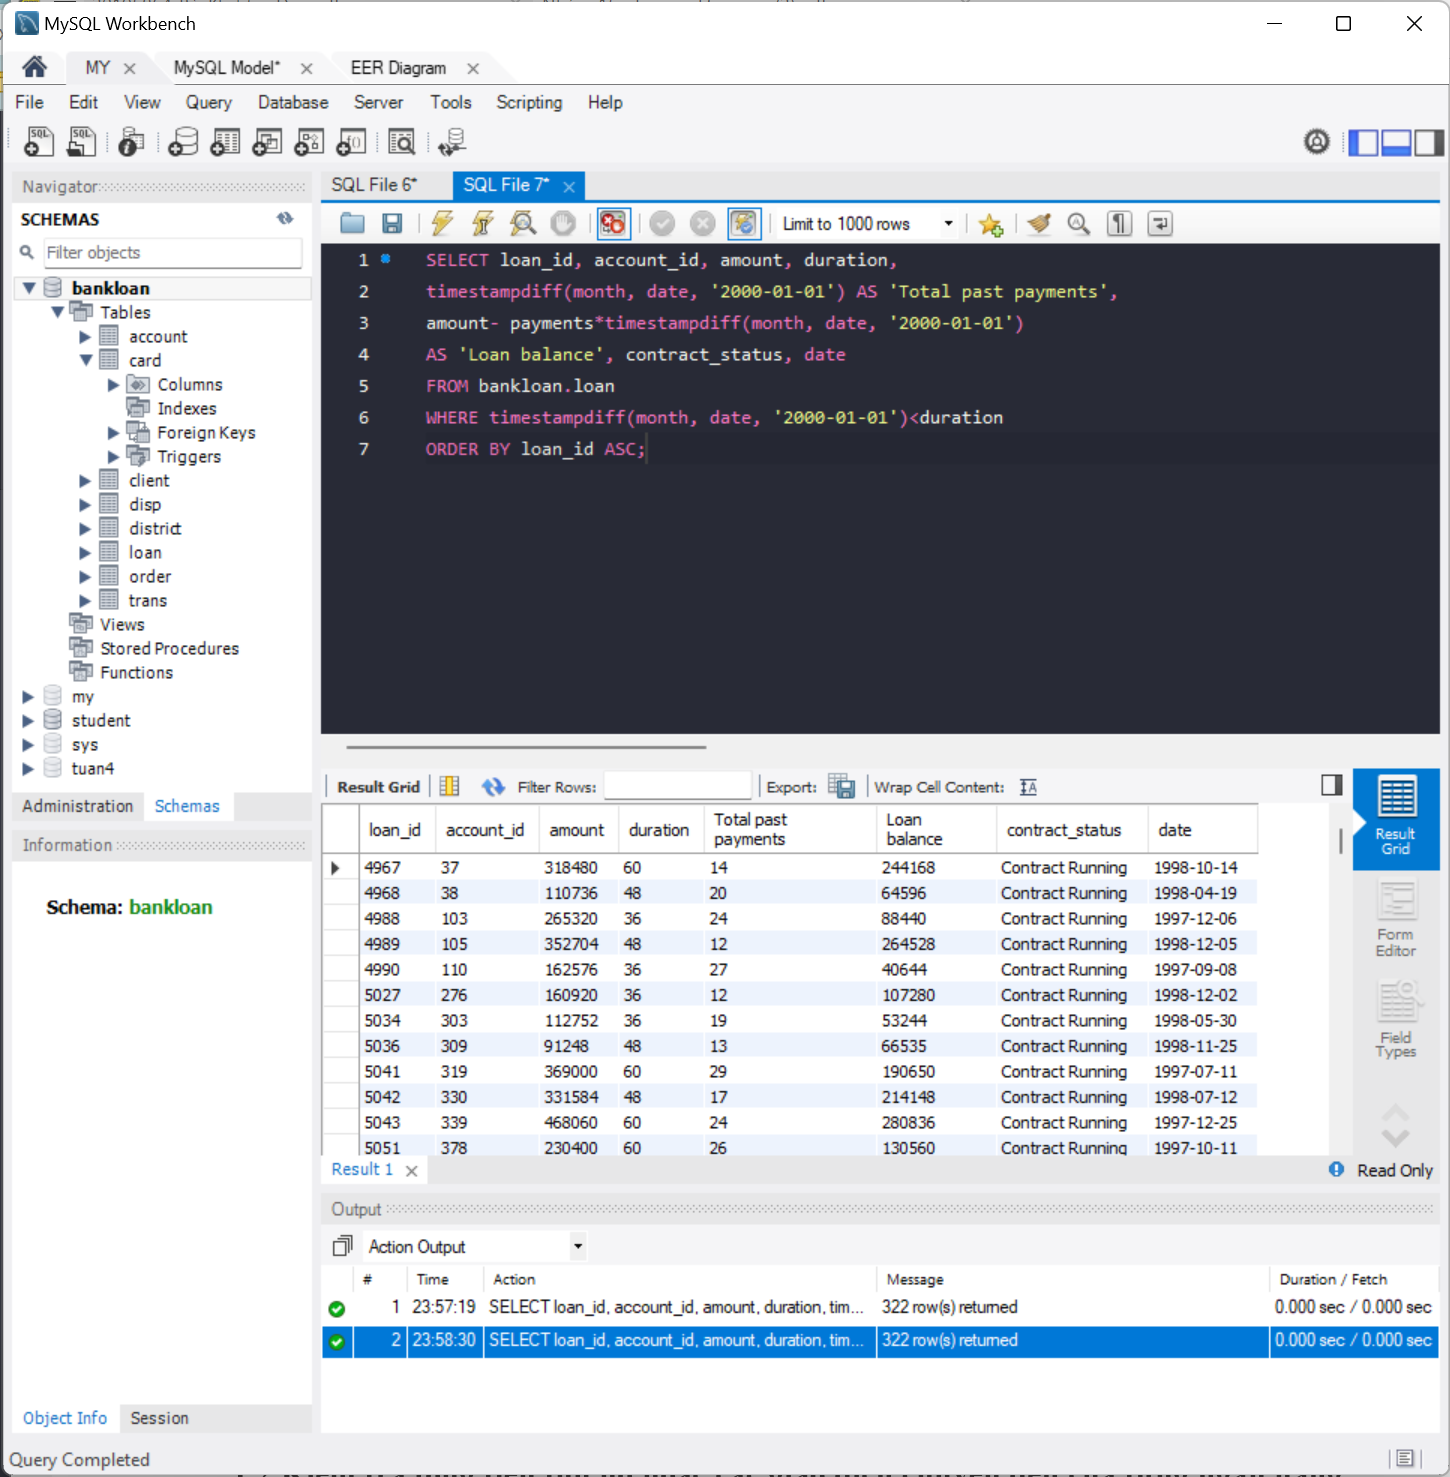 MySQL Workbench
MY
MySQL Model*
EER Diagram
File Edit View Query Database Server Tools Scripting Help
Navigator
SCHEMAS
Filter objects
bankloan
Tables
account
card
Columns
Indexes
Foreign Keys
Triggers
client
disp
district
loan
order
trans
Views
Stored Procedures
Functions
my
student
sys
tuan4
Administration Schemas
Information
Schema: bankloan
Object Info Session
SQL File 6* SQL File 7*
Limit to 1000 rows
1 SELECT loan_id, account_id, amount, duration,
2 timestampdiff(month, date, '2000-01-01') AS 'Total past payments',
3 amount- payments*timestampdiff(month, date, '2000-01-01')
4 AS 'Loan balance', contract_status, date
5 FROM bankloan.loan
6 WHERE timestampdiff(month, date, '2000-01-01')<duration
7 ORDER BY loan_id ASC;
Result Grid Filter Rows: Export: Wrap Cell Content:
loan_id account_id amount duration Total past payments Loan balance contract_status date
4967 37 318480 60 14 244168 Contract Running 1998-10-14
4968 38 110736 48 20 64596 Contract Running 1998-04-19
4988 103 265320 36 24 88440 Contract Running 1997-12-06
4989 105 352704 48 12 264528 Contract Running 1998-12-05
4990 110 162576 36 27 40644 Contract Running 1997-09-08
5027 276 160920 36 12 107280 Contract Running 1998-12-02
5034 303 112752 36 19 53244 Contract Running 1998-05-30
5036 309 91248 48 13 66535 Contract Running 1998-11-25
5041 319 369000 60 29 190650 Contract Running 1997-07-11
5042 330 331584 48 17 214148 Contract Running 1998-07-12
5043 339 468060 60 24 280836 Contract Running 1997-12-25
5051 378 230400 60 26 130560 Contract Running 1997-10-11
Result Grid
Form Editor
Field Types
Result 1
Read Only
Output
Action Output
# Time Action Message Duration / Fetch
1 23:57:19 SELECT loan_id, account_id, amount, duration, tim... 322 row(s) returned 0.000 sec / 0.000 sec
2 23:58:30 SELECT loan_id, account_id, amount, duration, tim... 322 row(s) returned 0.000 sec / 0.000 sec
Query Completed